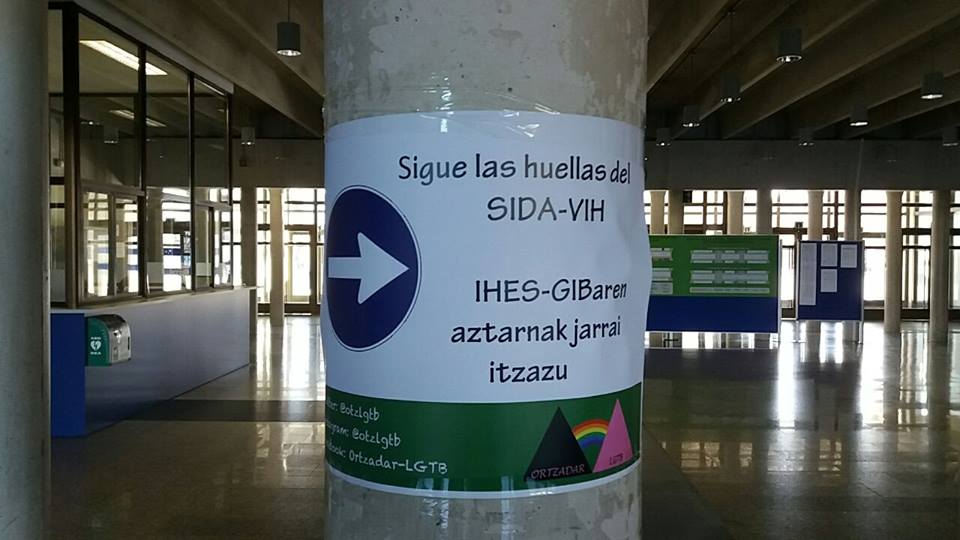 Sigue las huellas del
SIDA-VIH
IHES-GIBaren
aztarnak jarrai
itzazu
@otzlgtb
@otzlgtb
Ortzadar-LGTB
ORTZADAR
LGTB